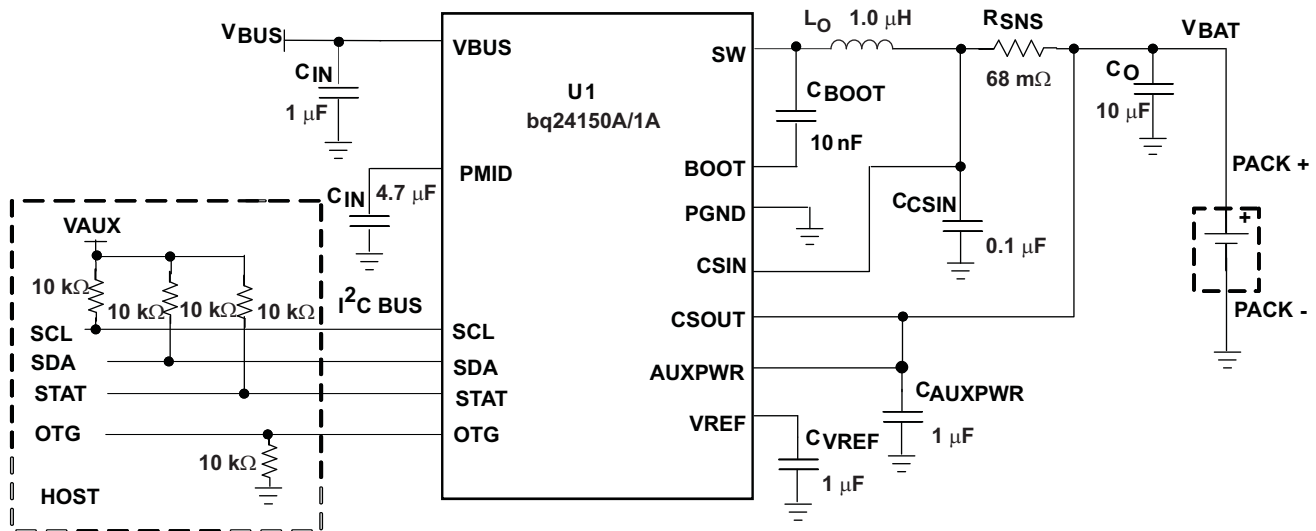 VBUS
CIN
1 μF
VBUS
U1
bq24150A/1A
SW
LO 1.0 μH
RSNS
68 mΩ
VBAT
CO
10 μF
CBOOT
10 nF
PMID
CIN 4.7 μF
BOOT
PGND
CCSIN
0.1 μF
CSIN
PACK +
+
PACK -
VAUX
10 kΩ
10 kΩ
10 kΩ
I2C BUS
SCL
SCL
CSOUT
SDA
SDA
AUXPWR
CAUXPWR
1 μF
STAT
STAT
VREF
CVREF
1 μF
OTG
OTG
10 kΩ
HOST